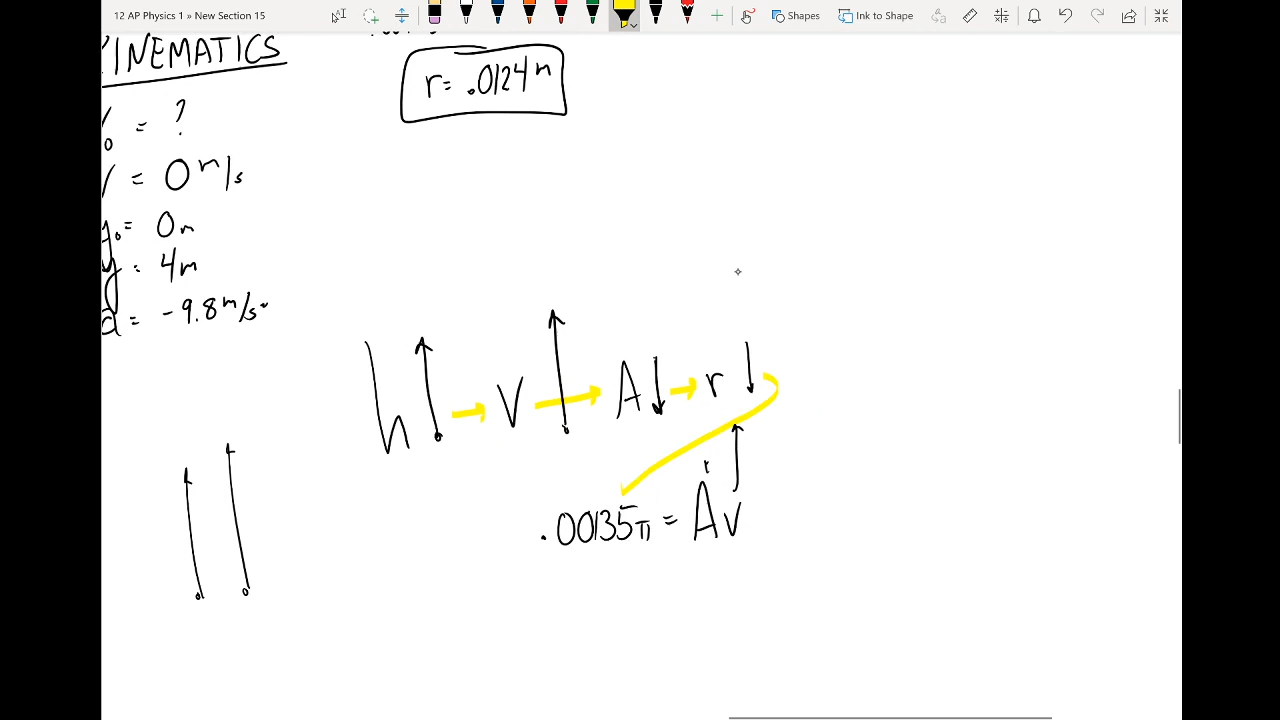 12 AP Physics 1 » New Section 15
Shapes
Ink to Shape
KINEMATICS
r= .0124m
= ?
= 0m/s
y₀= 0m
y= 4m
a= -9.8m/s²
h → V → A → r
.00135π = Av